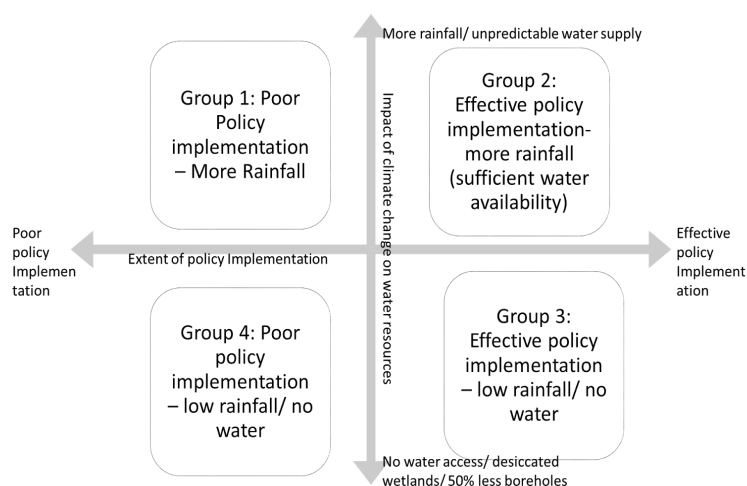 More rainfall/ unpredictable water supply
Group 1: Poor
Policy
implementation
– More Rainfall
Group 2:
Effective policy
implementation-
more rainfall
(sufficient water
availability)
Impact of climate change on water resources
Poor
policy
Implemen
tation
Extent of policy Implementation
Effective
policy
Implement
ation
Group 4: Poor
policy
implementation
– low rainfall/ no
water
Group 3:
Effective policy
implementation
– low rainfall/ no
water
No water access/ desiccated
wetlands/ 50% less boreholes